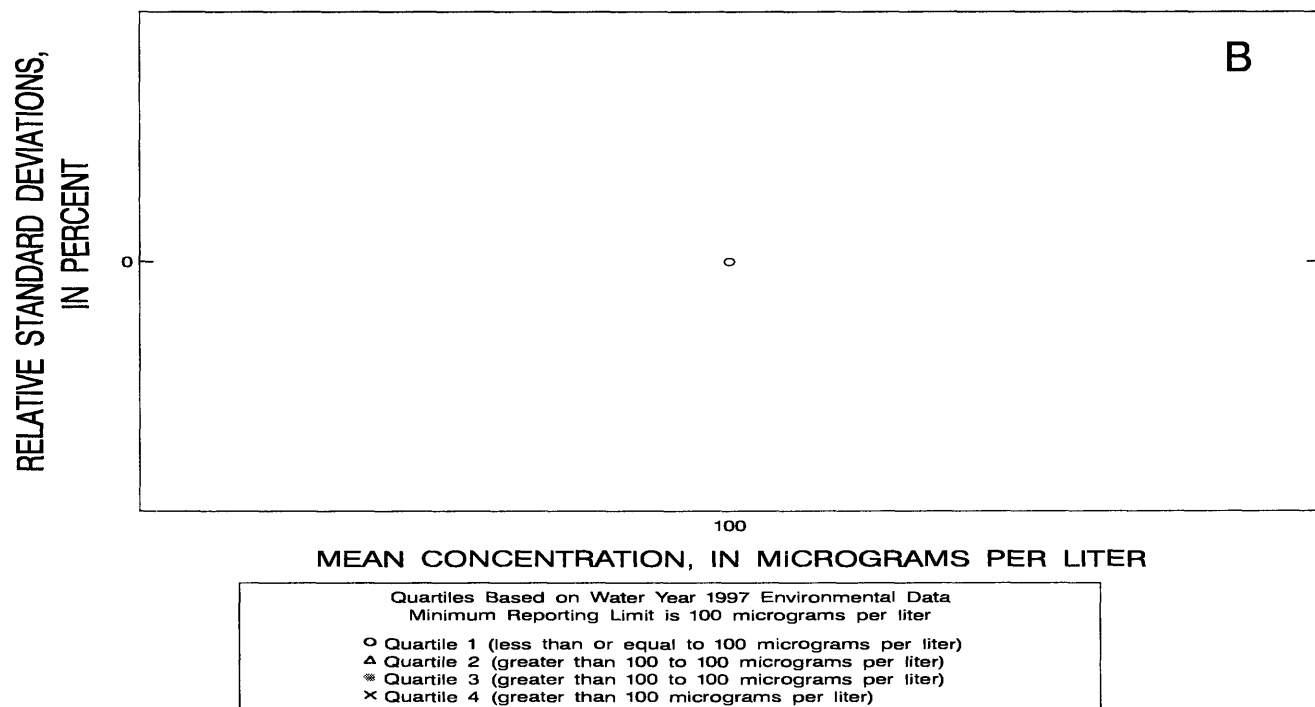 B
RELATIVE STANDARD DEVIATIONS,
IN PERCENT
0
100
MEAN CONCENTRATION, IN MiCROGRAMS PER LITER
Quartiles Based on Water Year 1997 Environmental Data
Minimum Reporting Limit is 100 micrograms per liter
Quartile 1 (less than or equal to 100 micrograms per liter)
Quartile 2 (greater than 100 to 100 micrograms per liter)
Quartile 3 (greater than 100 to 100 micrograms per liter)
Quartile 4 (greater than 100 micrograms per liter)